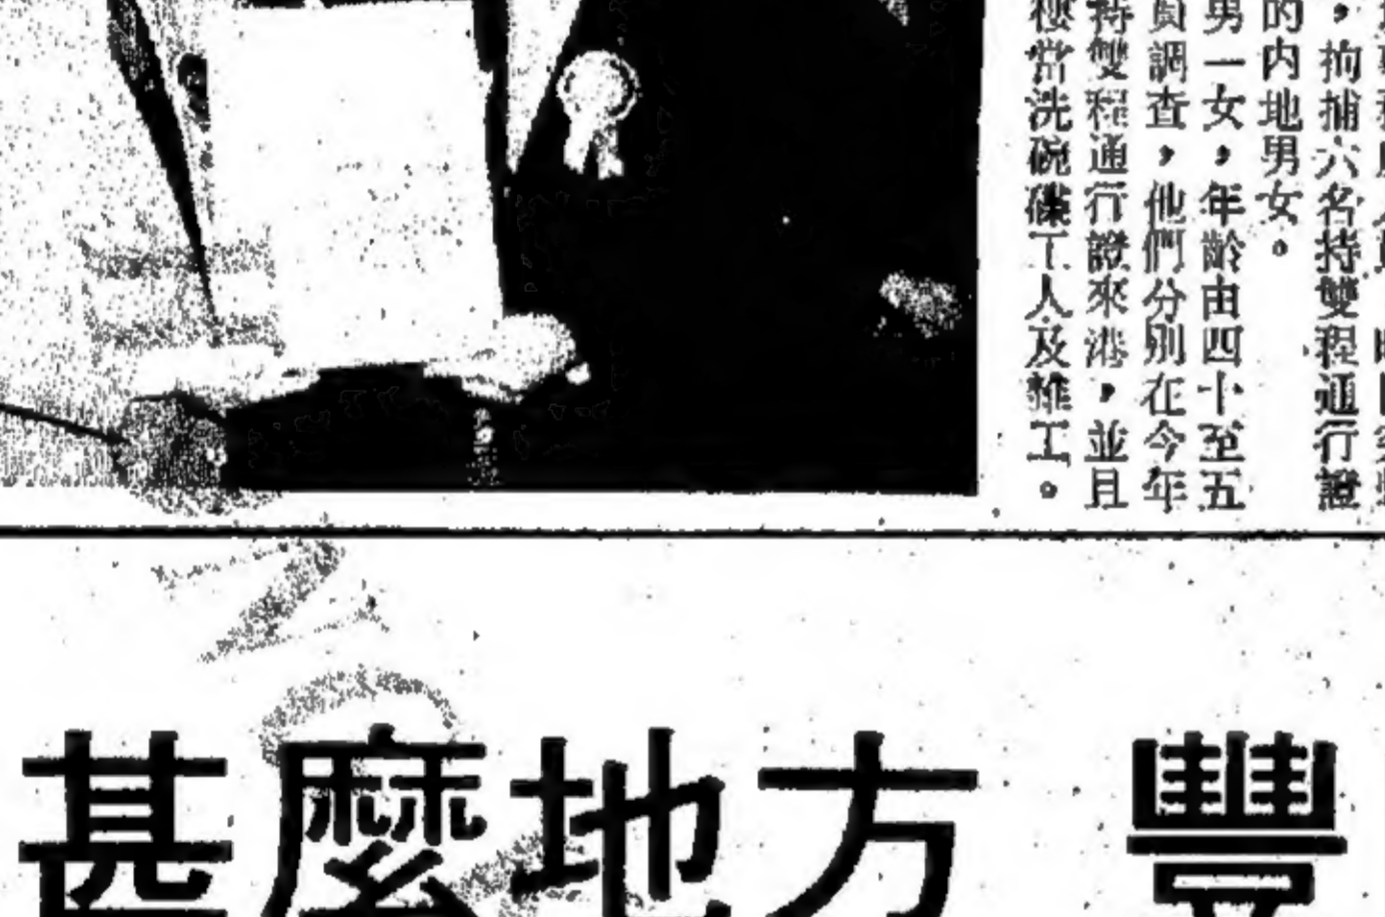 ，拘捕六名持雙程通行證
的内地男女。
男一女，年齡由四十至五
員調查，他們分別在今年
持雙程通行證來港，並且
樓當洗碗碟工人及雜工。
甚麼地方 豐